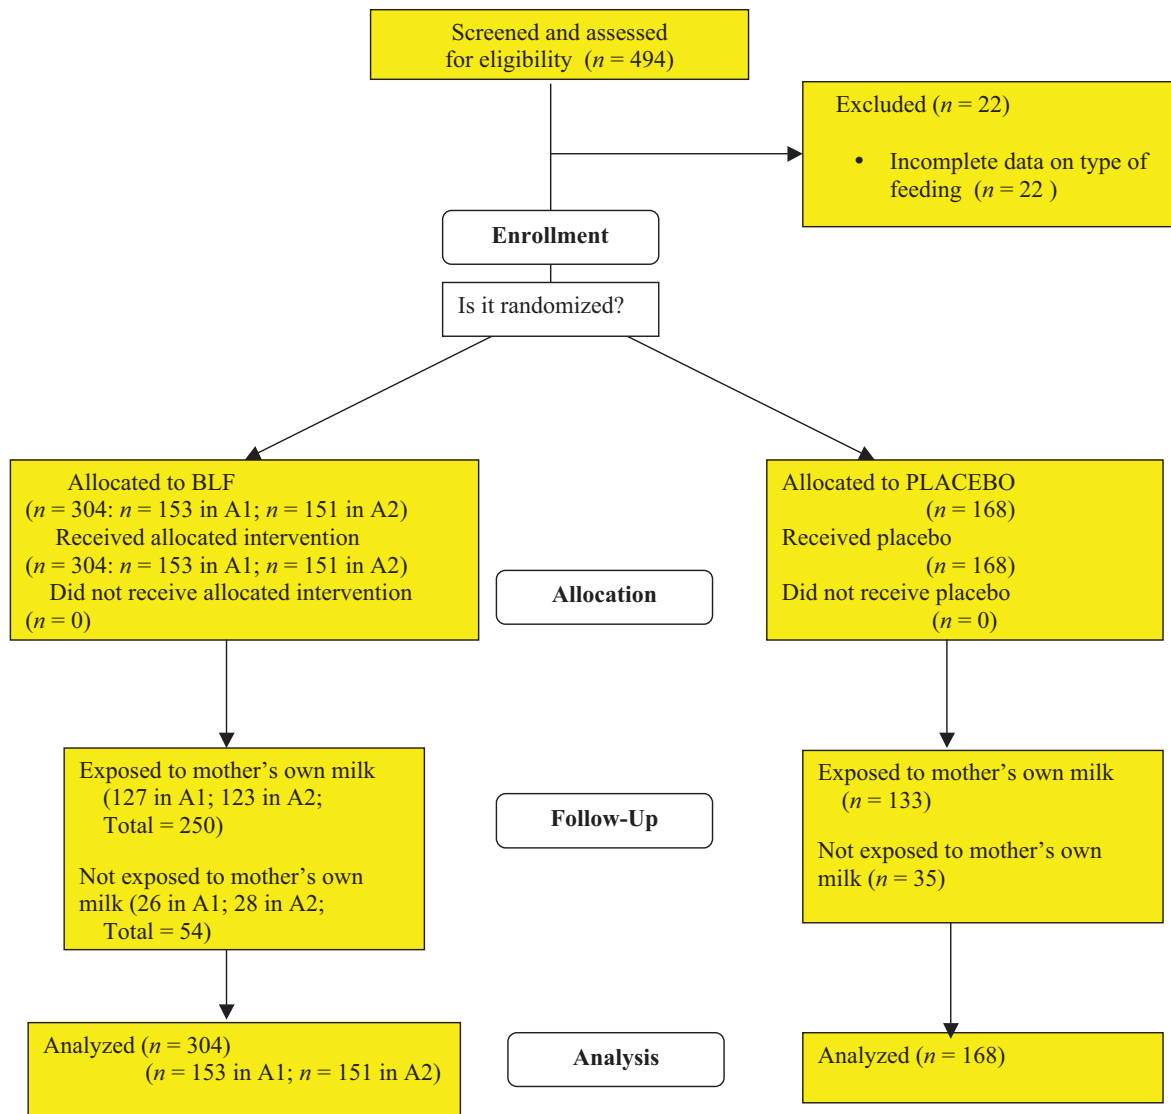 Screened and assessed
for eligibility (n = 494)
Excluded (n = 22)
• Incomplete data on type of
feeding (n = 22 )
Enrollment
Is it randomized?
Allocated to BLF
(n = 304: n = 153 in A1; n = 151 in A2)
Received allocated intervention
(n = 304: n = 153 in A1; n = 151 in A2)
Did not receive allocated intervention
(n = 0)
Allocation
Allocated to PLACEBO
(n = 168)
Received placebo
(n = 168)
Did not receive placebo
(n = 0)
Exposed to mother’s own milk
(127 in A1; 123 in A2;
Total = 250)
Not exposed to mother’s own
milk (26 in A1; 28 in A2;
Total = 54)
Follow-Up
Exposed to mother’s own milk
(n = 133)
Not exposed to mother’s own
milk (n = 35)
Analyzed (n = 304)
(n = 153 in A1; n = 151 in A2)
Analysis
Analyzed (n = 168)